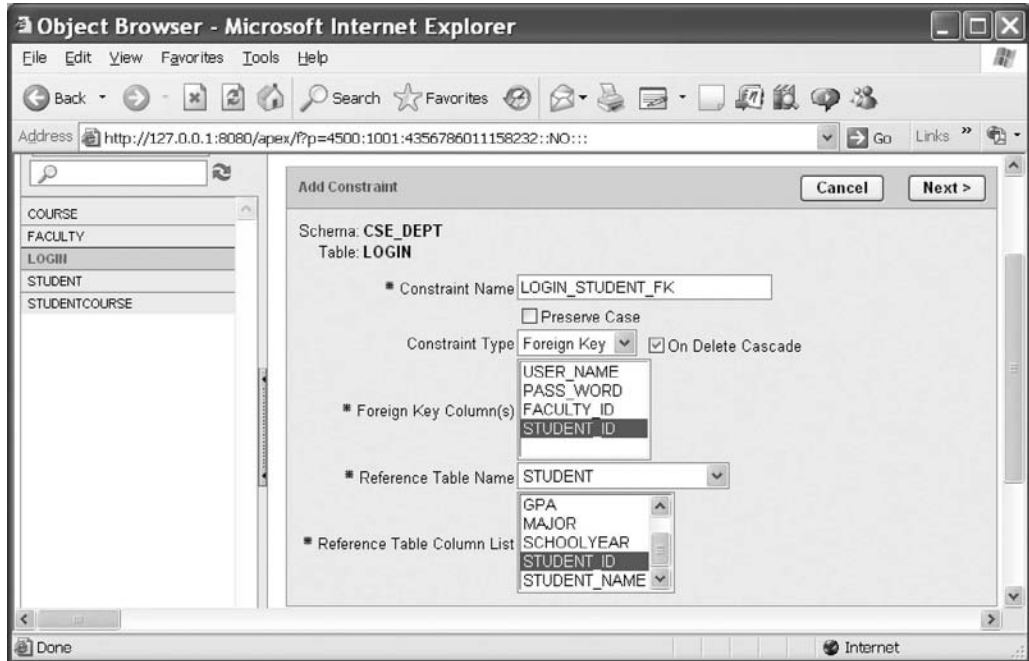 Object Browser - Microsoft Internet Explorer
File Edit View Favorites Tools Help
Back Search Favorites
Address http://127.0.0.1:8080/apex/f?p=4500:1001:4356786011158232::NO::: Go Links »
COURSE
FACULTY
LOGIN
STUDENT
STUDENTCOURSE
Add Constraint Cancel Next >
Schema: CSE_DEPT
Table: LOGIN
* Constraint Name LOGIN_STUDENT_FK
Preserve Case
Constraint Type Foreign Key On Delete Cascade
* Foreign Key Column(s)
USER_NAME
PASS_WORD
FACULTY_ID
STUDENT_ID
* Reference Table Name STUDENT
* Reference Table Column List
GPA
MAJOR
SCHOOLYEAR
STUDENT_ID
STUDENT_NAME
Done Internet